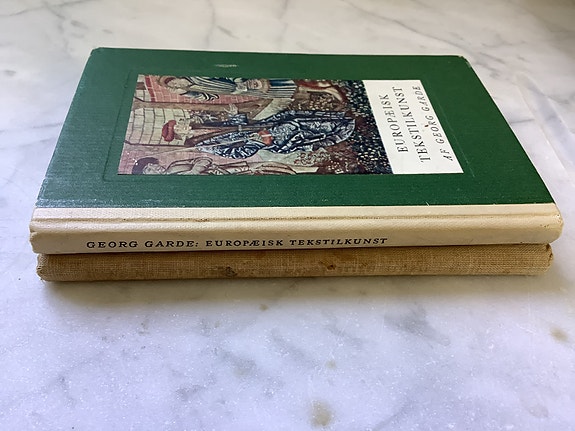 EUROPÆISK
TEKSTILKUNST
AF GEORG GARDE
GEORG GARDE: EUROPÆISK TEKSTILKUNST